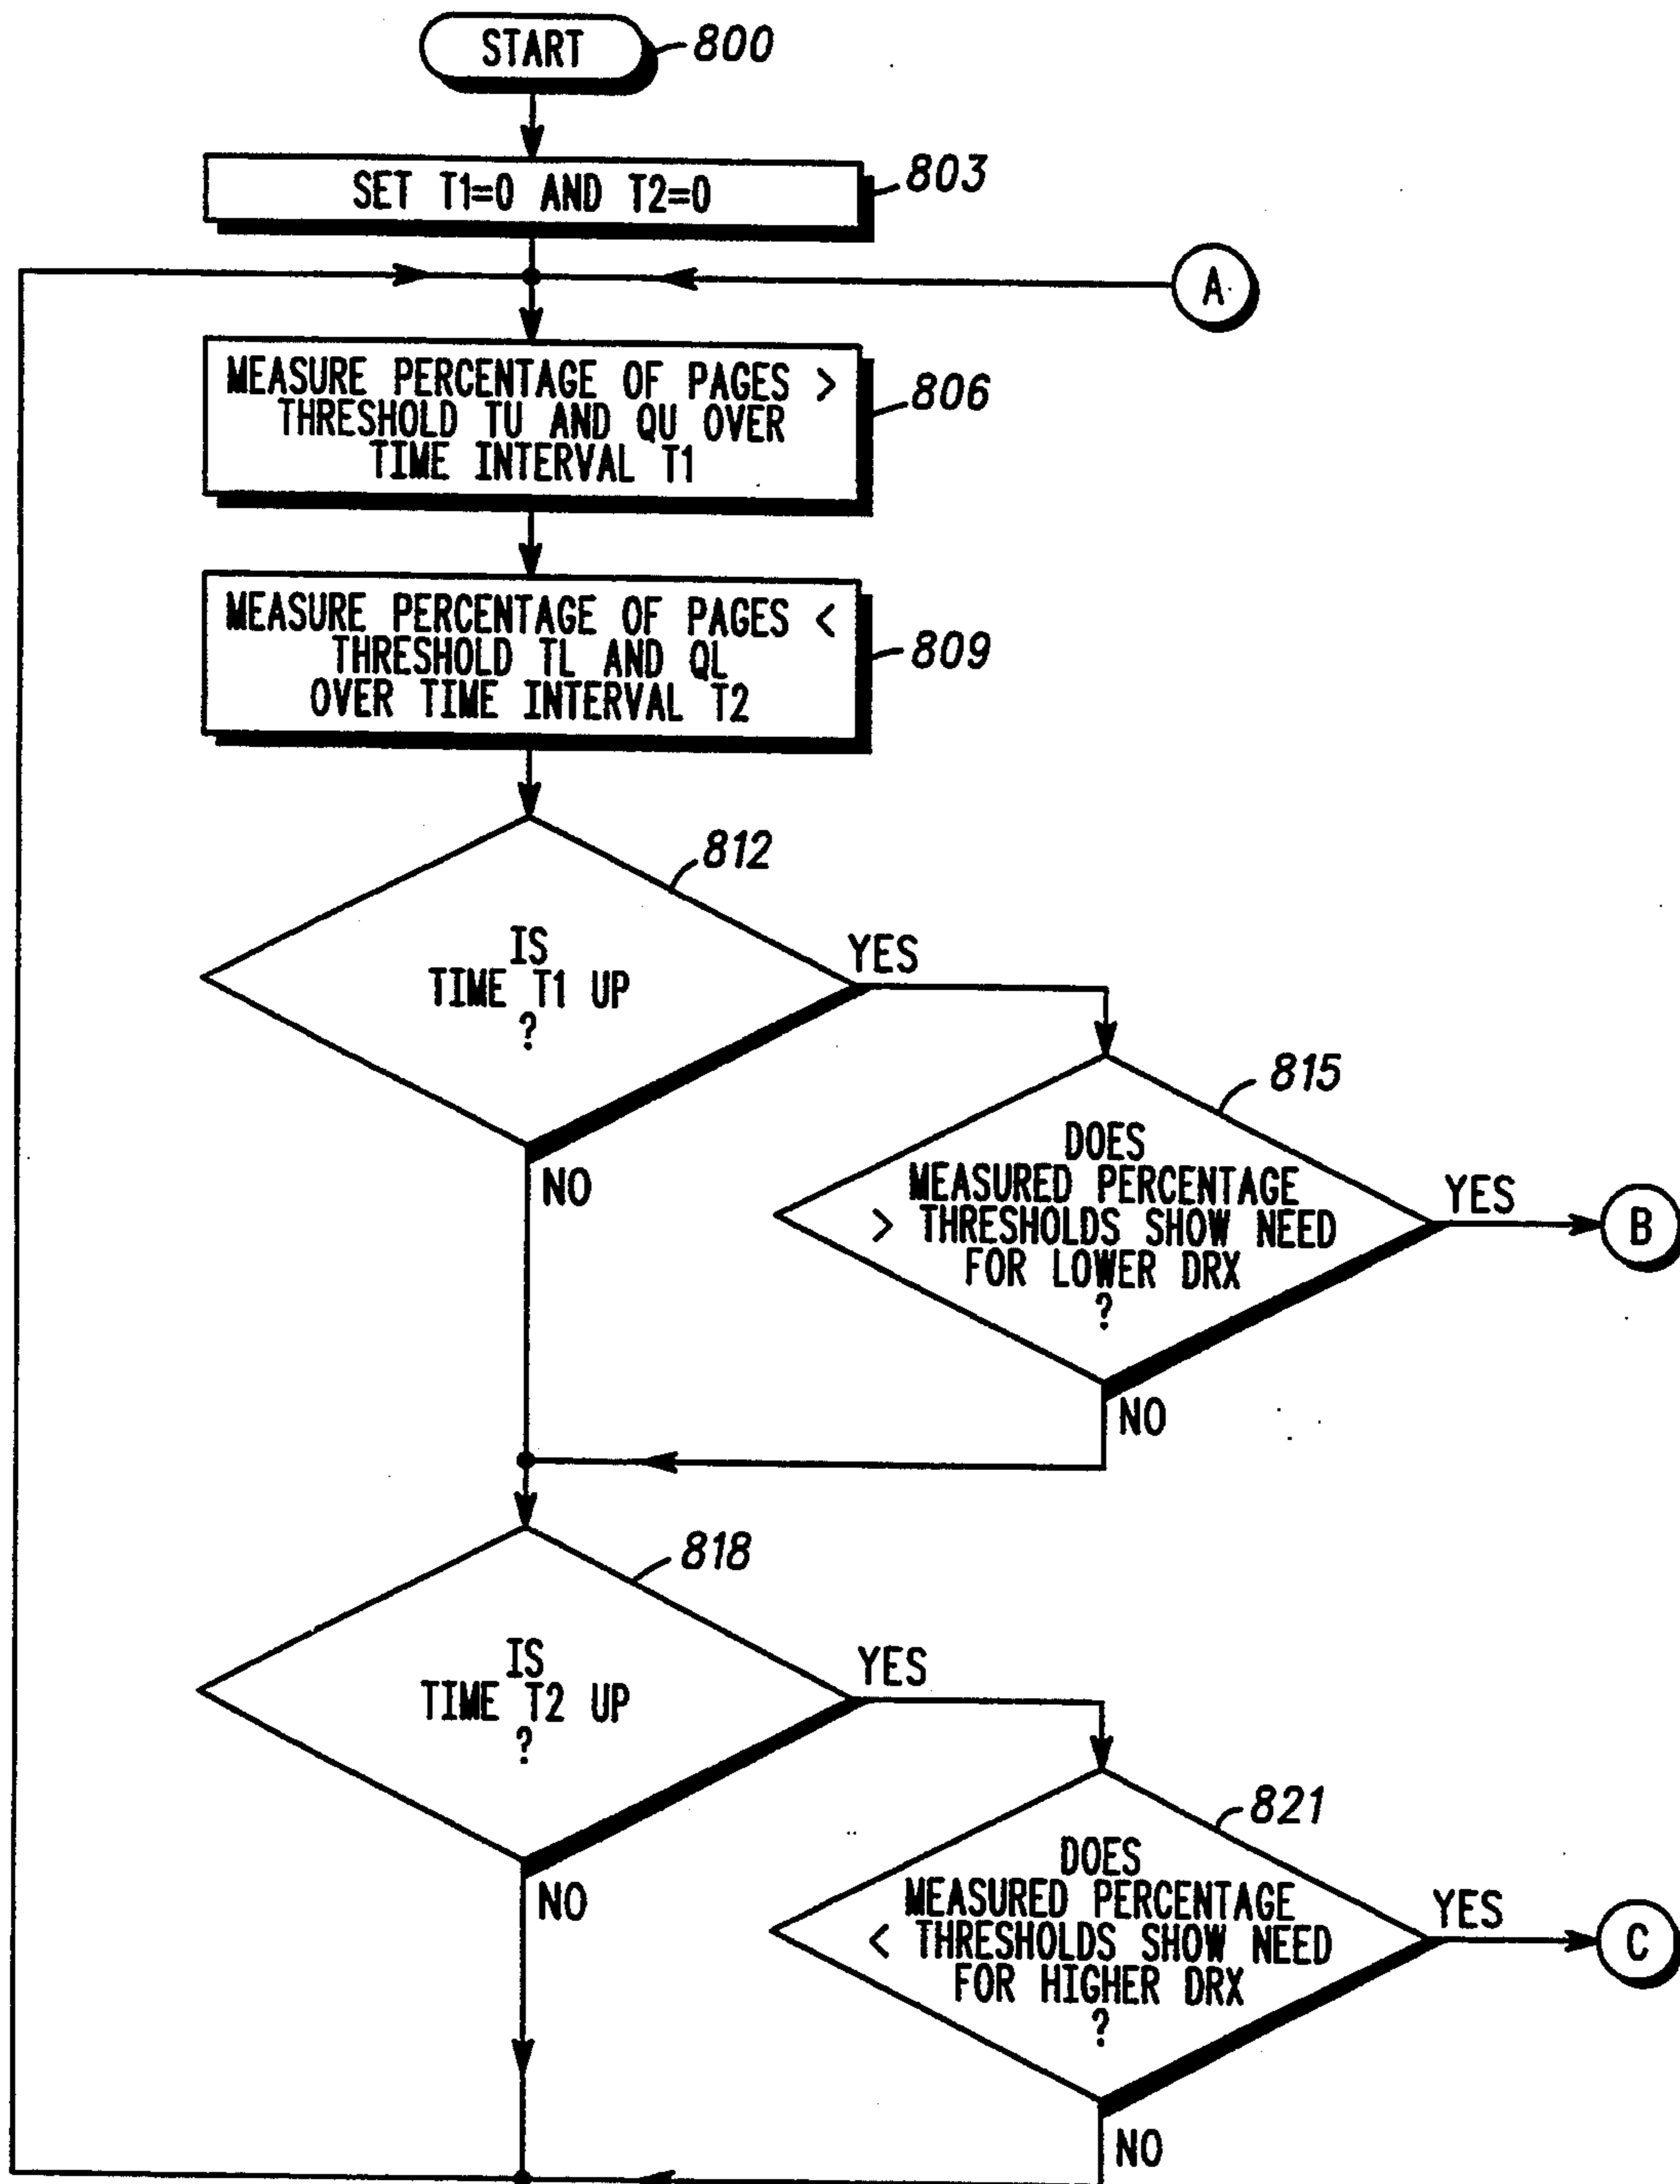 START
800
SET T1=0 AND T2=0
803
A
MEASURE PERCENTAGE OF PAGES >
THRESHOLD TU AND QU OVER
TIME INTERVAL T1
806
MEASURE PERCENTAGE OF PAGES <
THRESHOLD TL AND QL
OVER TIME INTERVAL T2
809
812
IS
TIME T1 UP
?
YES
NO
815
DOES
MEASURED PERCENTAGE
> THRESHOLDS SHOW NEED
FOR LOWER DRX
?
YES
B
NO
818
IS
TIME T2 UP
?
YES
NO
821
DOES
MEASURED PERCENTAGE
< THRESHOLDS SHOW NEED
FOR HIGHER DRX
?
YES
C
NO